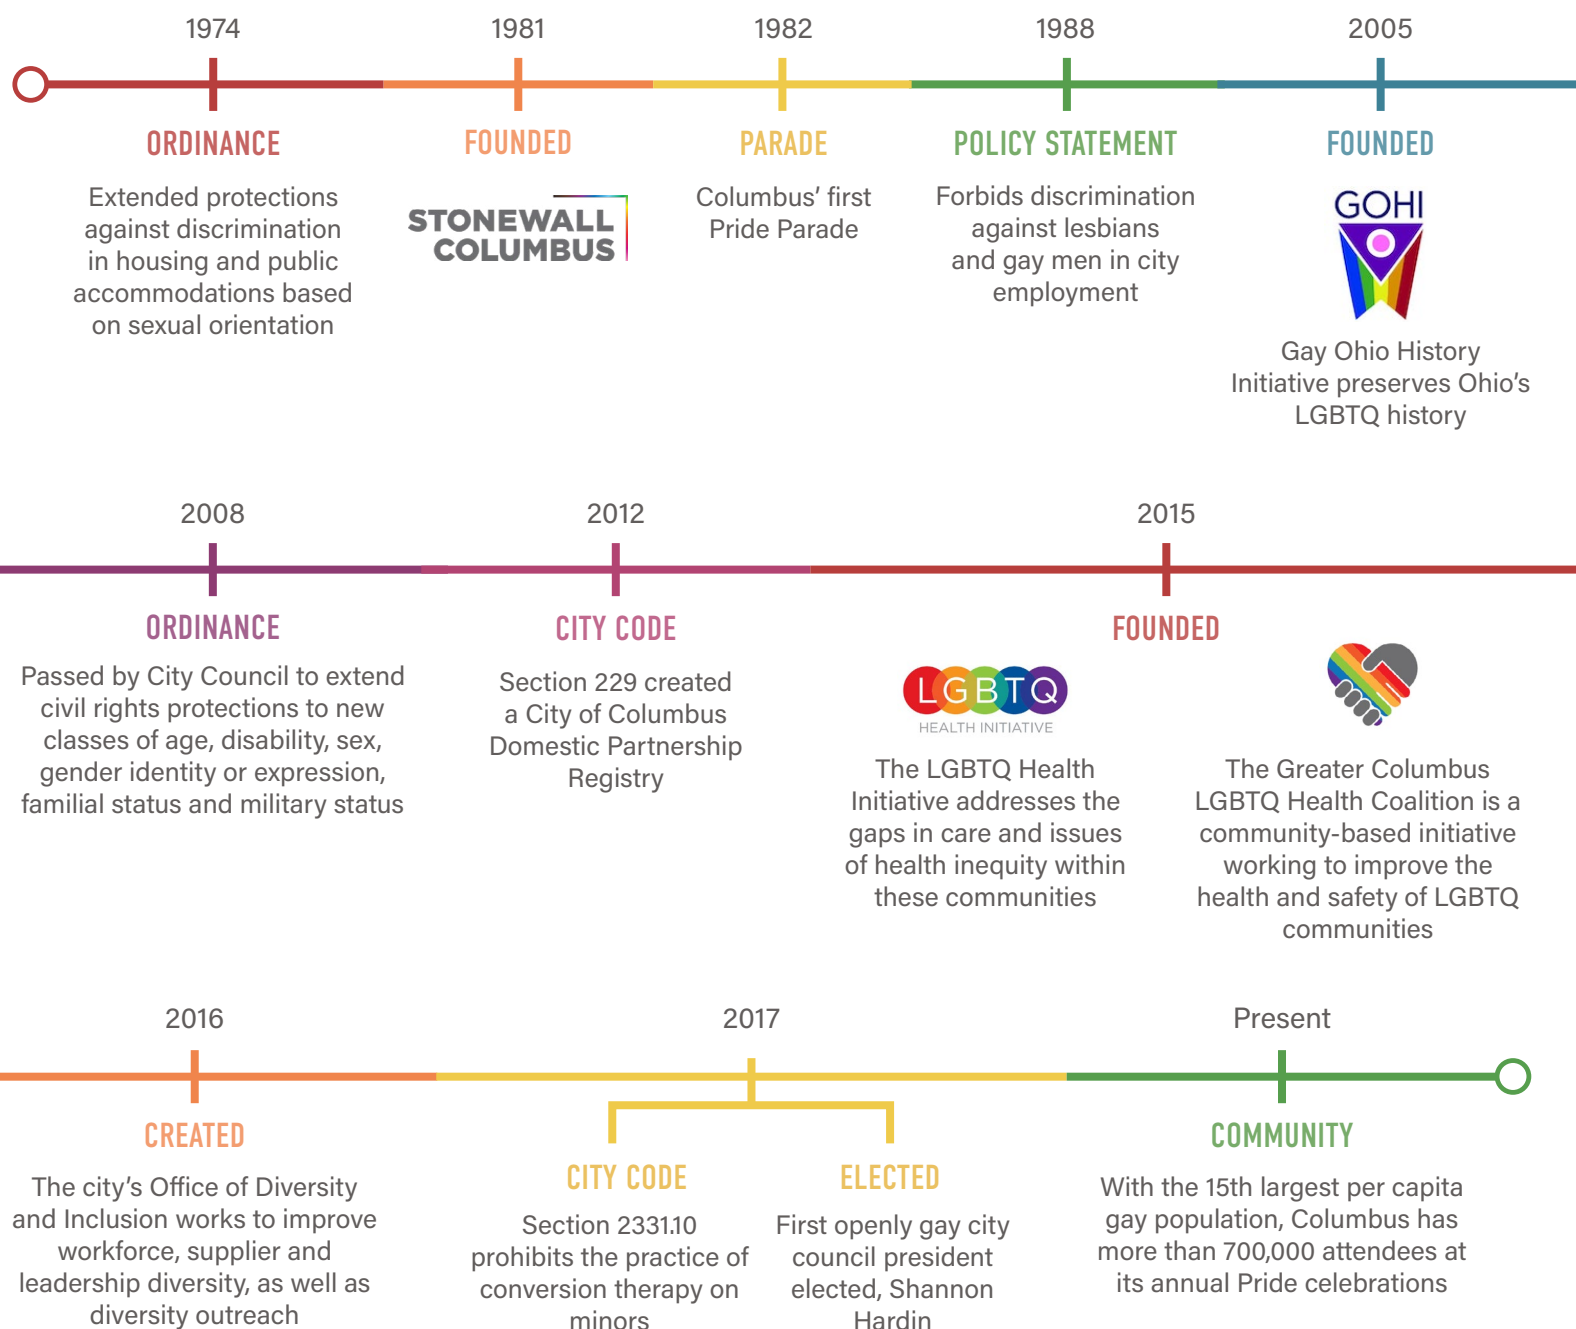 1974
ORDINANCE
Extended protections
against discrimination
in housing and public
accommodations based
on sexual orientation
1981
FOUNDED
STONEWALL
COLUMBUS
1982
PARADE
Columbus' first
Pride Parade
1988
POLICY STATEMENT
Forbids discrimination
against lesbians
and gay men in city
employment
2005
FOUNDED
GOHI
Gay Ohio History
Initiative preserves Ohio's
LGBTQ history
2008
ORDINANCE
Passed by City Council to extend
civil rights protections to new
classes of age, disability, sex,
gender identity or expression,
familial status and military status
2012
CITY CODE
Section 229 created
a City of Columbus
Domestic Partnership
Registry
2015
FOUNDED
LGBTQ
HEALTH INITIATIVE
The LGBTQ Health
Initiative addresses the
gaps in care and issues
of health inequity within
these communities
The Greater Columbus
LGBTQ Health Coalition is a
community-based initiative
working to improve the
health and safety of LGBTQ
communities
2016
CREATED
The city's Office of Diversity
and Inclusion works to improve
workforce, supplier and
leadership diversity, as well as
diversity outreach
2017
CITY CODE
Section 2331.10
prohibits the practice of
conversion therapy on
minors
ELECTED
First openly gay city
council president
elected, Shannon
Hardin
Present
COMMUNITY
With the 15th largest per capita
gay population, Columbus has
more than 700,000 attendees at
its annual Pride celebrations